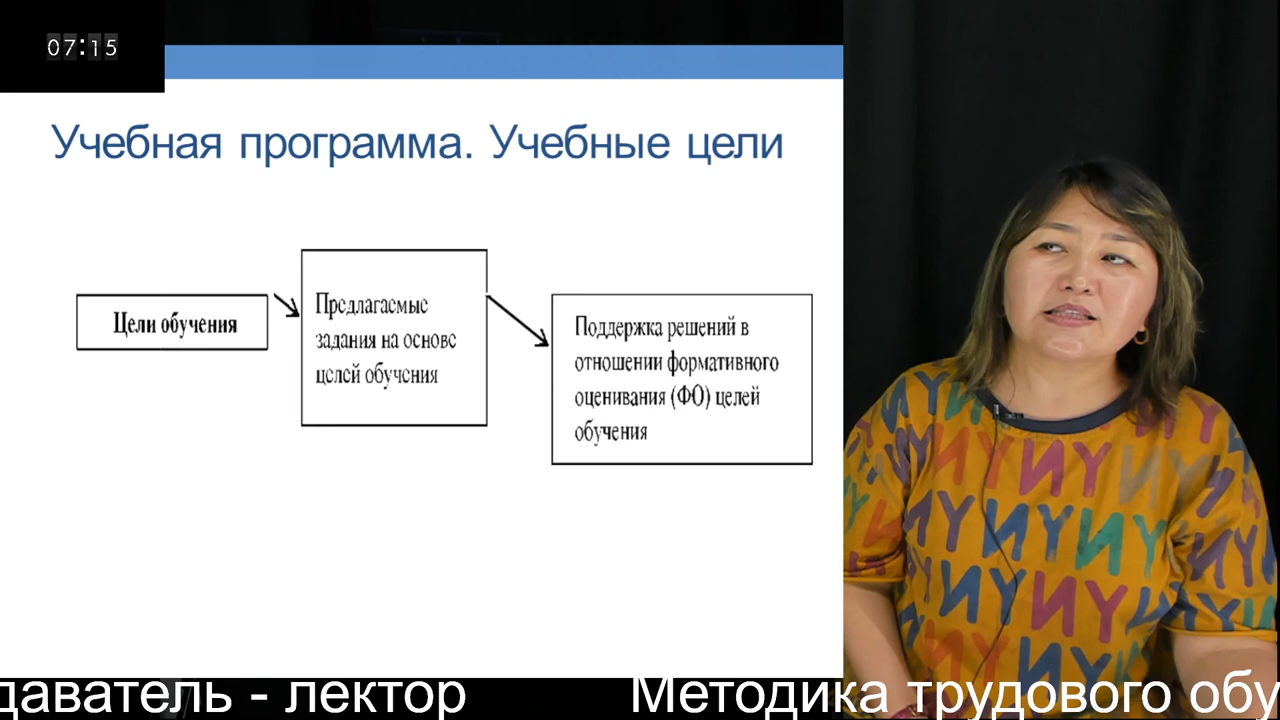 07:15
Учебная программа. Учебные цели
Цели обучения
Предлагаемые
задания на основе
целей обучения
Поддержка решений в
отношении формативного
оценивания (ФО) целей
обучения
даватель - лектор
Методика трудового обу